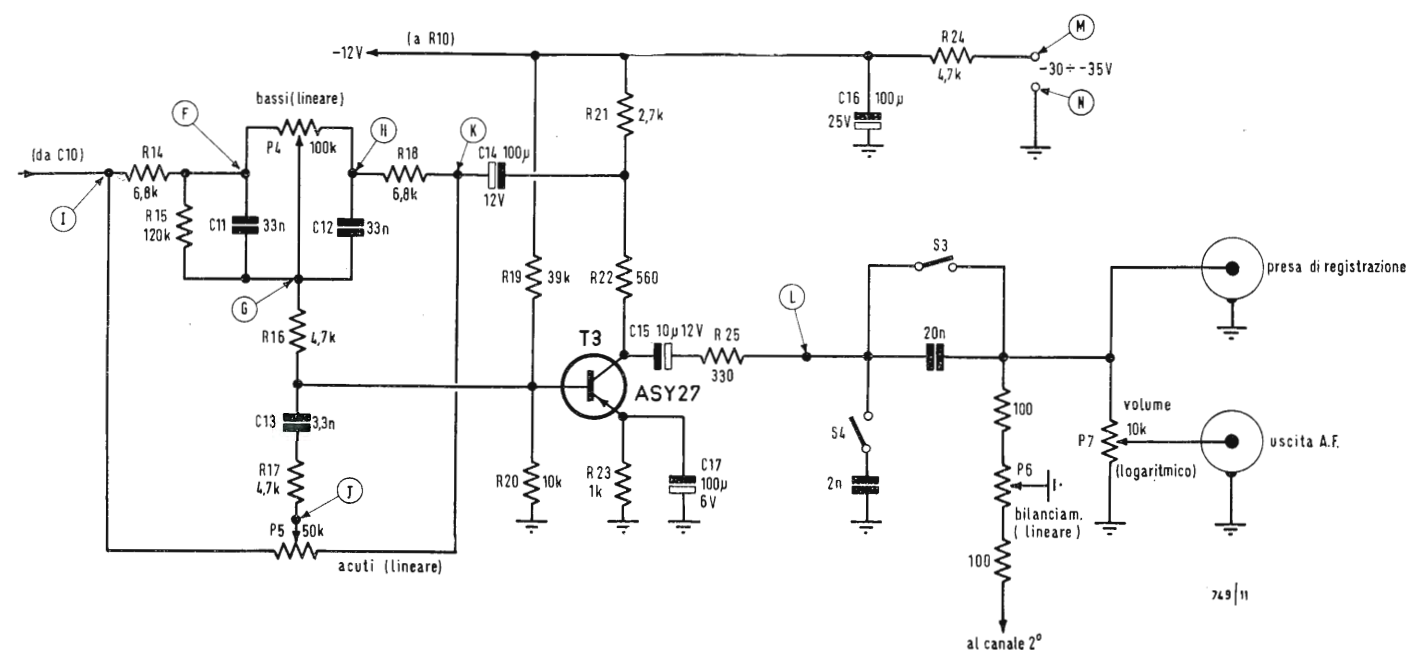 (a R10)
-12V
R24
4,7k
M
-30÷-35V
N
C16 100μ
25V
bassi (lineare)
F
P4 100k
H
K
R21 2,7k
(da C10)
R14
6,8k
R18
6,8k
C14 100μ
12V
I
R15
120k
C11 33n
C12 33n
G
R19 39k
R22 560
S3
presa di registrazione
R16 4,7k
T3
ASY27
C15 10μ 12V
R 25
330
L
20n
C13 3,3n
R17
4,7k
J
P5 50k
acuti (lineare)
R20 10k
R23
1k
C17
100μ
6V
S4
2n
100
P6
bilanciam.
(lineare)
100
al canale 2°
volume
10k
P7
(logaritmico)
uscita A.F.
749/11